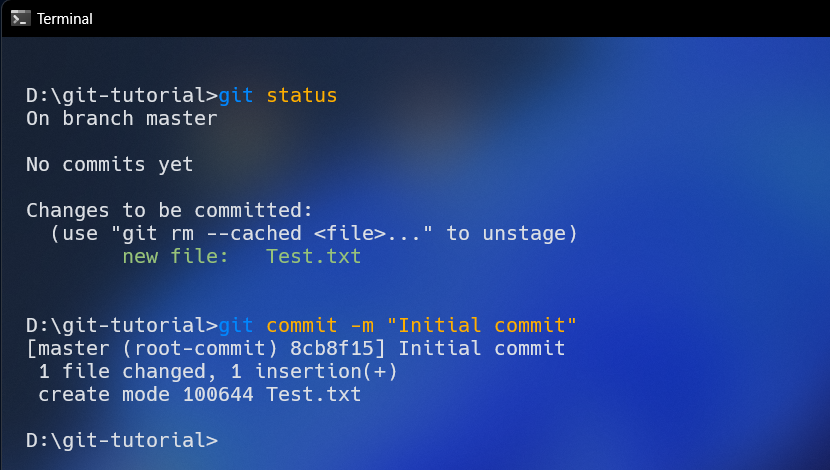 Terminal
D:\git-tutorial>git status
On branch master
No commits yet
Changes to be committed:
  (use "git rm --cached <file>..." to unstage)
        new file:   Test.txt
D:\git-tutorial>git commit -m "Initial commit"
[master (root-commit) 8cb8f15] Initial commit
 1 file changed, 1 insertion(+)
 create mode 100644 Test.txt
D:\git-tutorial>